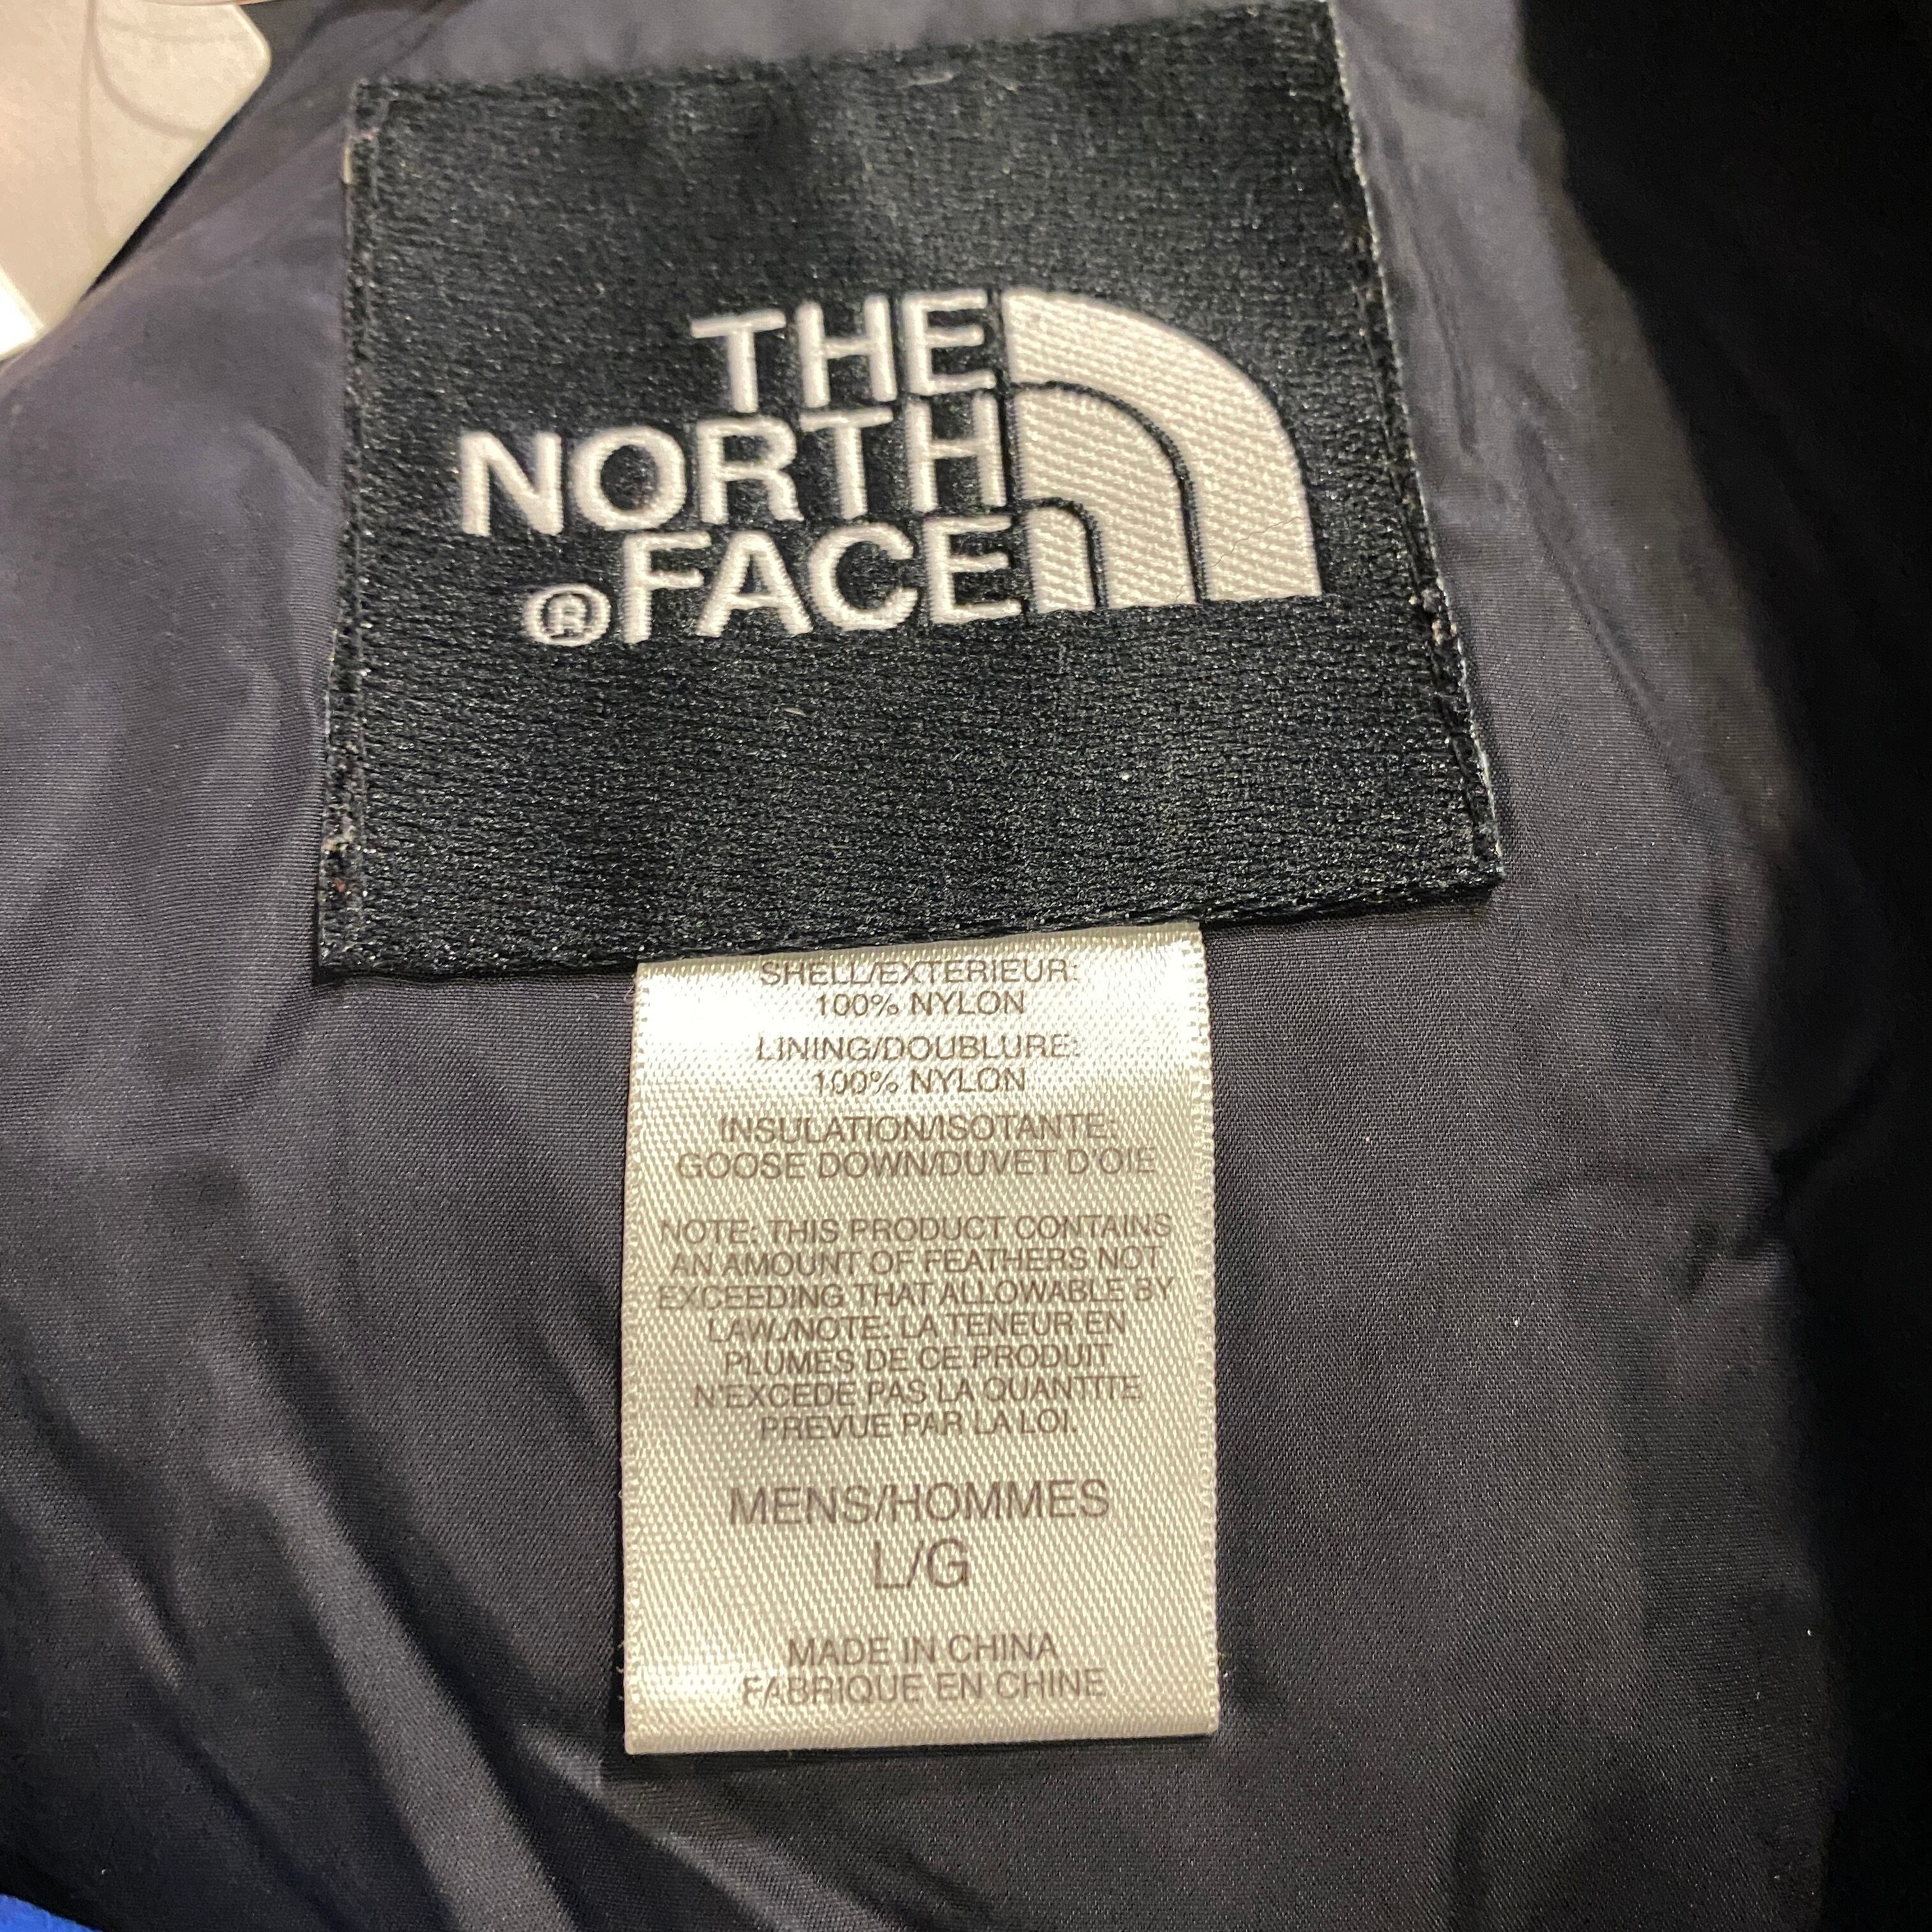 THE
NORTH
® FACE
SHELL/EXTERIEUR:
100% NYLON
LINING/DOUBLURE:
100% NYLON
INSULATION/ISOTANTE:
GOOSE DOWN/DUVET D'OIE
NOTE: THIS PRODUCT CONTAINS
AN AMOUNT OF FEATHERS NOT
EXCEEDING THAT ALLOWABLE BY
LAW./NOTE: LA TENEUR EN
PLUMES DE CE PRODUIT
N'EXCEDE PAS LA QUANTITE
PREVUE PAR LA LOI.
MENS/HOMMES
L/G
MADE IN CHINA
FABRIQUE EN CHINE